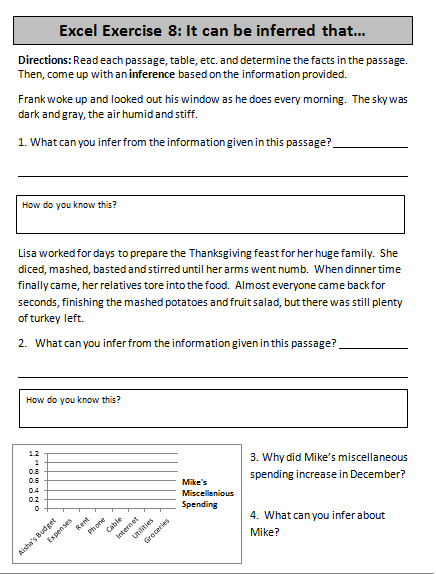 Excel Exercise 8: It can be inferred that...
Directions: Read each passage, table, etc. and determine the facts in the passage.
Then, come up with an inference based on the information provided.
Frank woke up and looked out his window as he does every morning. The sky was
dark and gray, the air humid and stiff.
1. What can you infer from the information given in this passage?
How do you know this?
Lisa worked for days to prepare the Thanksgiving feast for her huge family. She
diced, mashed, basted and stirred until her arms went numb. When dinner time
finally came, her relatives tore into the food. Almost everyone came back for
seconds, finishing the mashed potatoes and fruit salad, but there was still plenty
of turkey left.
2. What can you infer from the information given in this passage?
How do you know this?
1.2
1
0.8
0.6
0.4
0.2
0
Aisha's Budget
Expenses
Rent
Phone
Cable
Internet
Utilities
Groceries
Mike's
Miscellanious
Spending
3. Why did Mike's miscellaneous
spending increase in December?
4. What can you infer about
Mike?